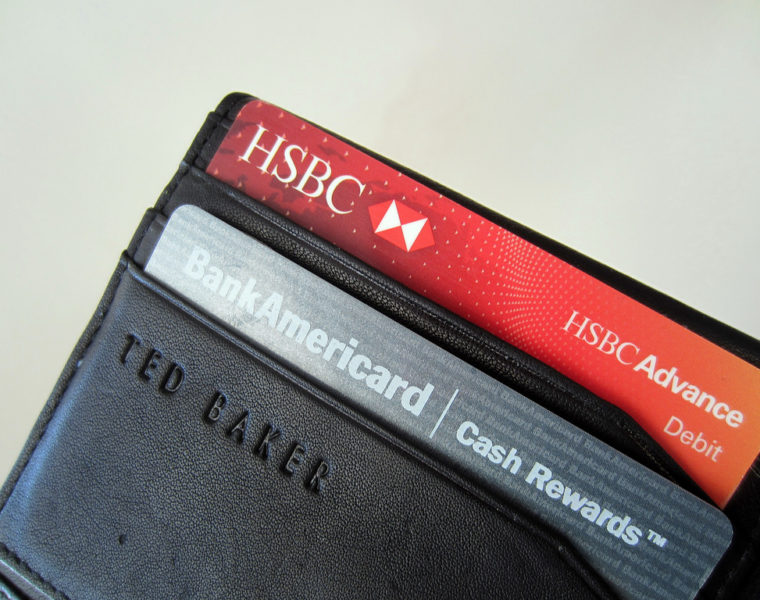 HSBC
HSBC Advance
Debit
BankAmericard | Cash Rewards™
TED BAKER